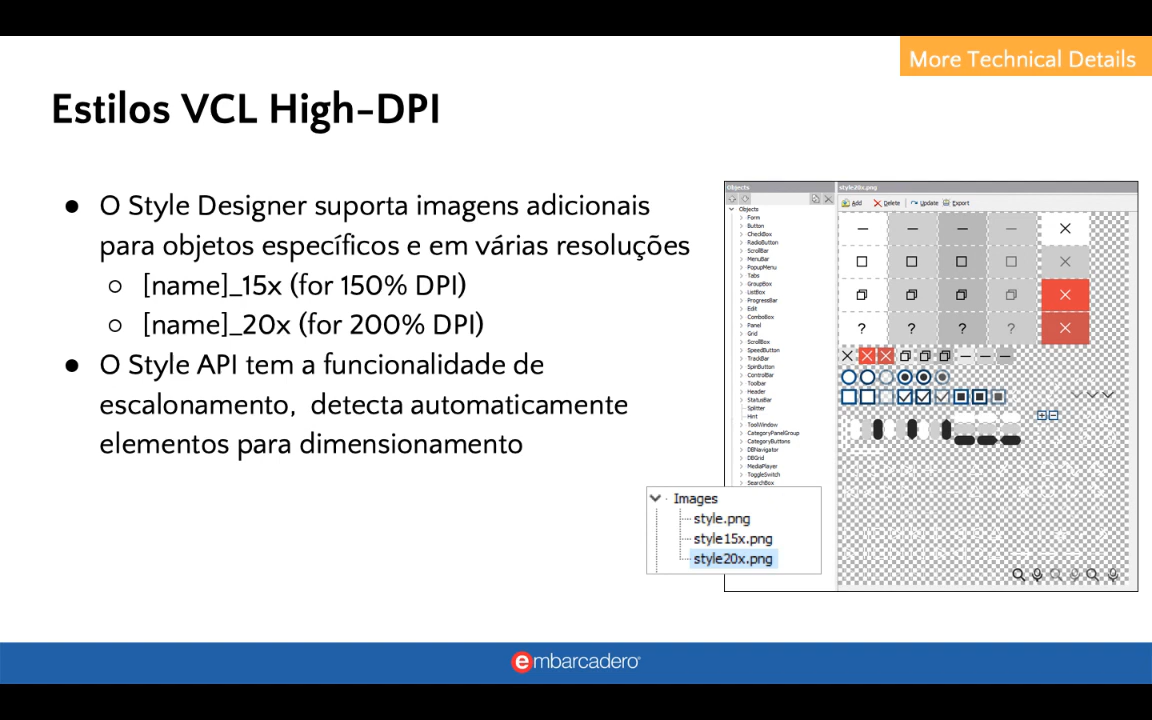 More Technical Details
Estilos VCL High-DPI
● O Style Designer suporta imagens adicionais
para objetos específicos e em várias resoluções
○ [name]_15x (for 150% DPI)
○ [name]_20x (for 200% DPI)
● O Style API tem a funcionalidade de
escalonamento, detecta automaticamente
elementos para dimensionamento
Objects
style20x.png
Add Delete Update Export
Objects
Form
Button
CheckBox
RadioButton
ScrollBar
MenuBar
PopupMenu
Tabs
GroupBox
ListBox
ProgressBar
Edit
ComboBox
Panel
Grid
ScrollBox
SpeedButton
TrackBar
SpinButton
ControlBar
Toolbar
Header
StatusBar
Splitter
Hint
ToolWindow
CategoryPanelGroup
CategoryButtons
DBNavigator
DBGrid
MediaPlayer
ToggleSwitch
SearchBox
? ? ? ?
Images
style.png
style15x.png
style20x.png
embarcadero